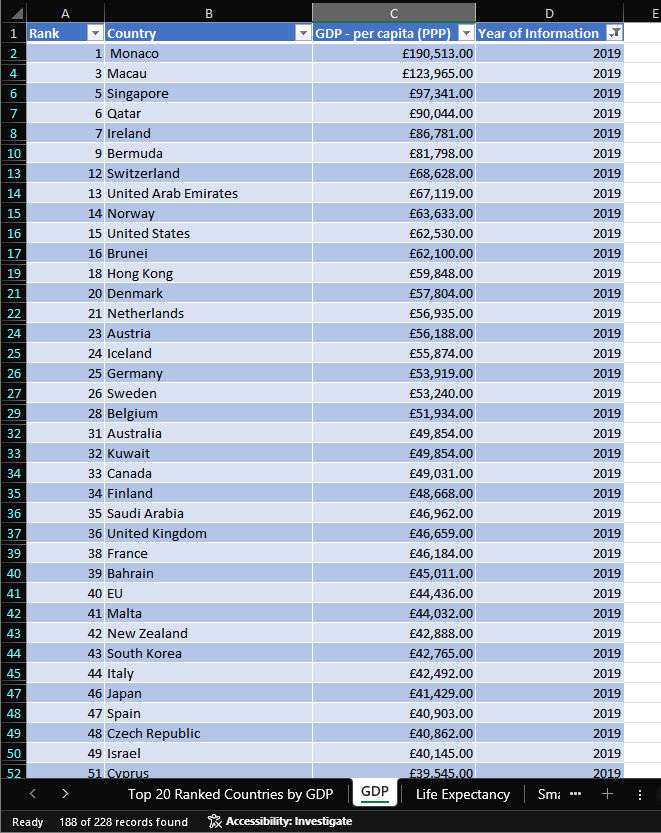 A B C D E
1 Rank Country GDP - per capita (PPP) Year of Information
2 1 Monaco £190,513.00 2019
4 3 Macau £123,965.00 2019
6 5 Singapore £97,341.00 2019
7 6 Qatar £90,044.00 2019
8 7 Ireland £86,781.00 2019
10 9 Bermuda £81,798.00 2019
13 12 Switzerland £68,628.00 2019
14 13 United Arab Emirates £67,119.00 2019
15 14 Norway £63,633.00 2019
16 15 United States £62,530.00 2019
17 16 Brunei £62,100.00 2019
19 18 Hong Kong £59,848.00 2019
21 20 Denmark £57,804.00 2019
22 21 Netherlands £56,935.00 2019
24 23 Austria £56,188.00 2019
25 24 Iceland £55,874.00 2019
26 25 Germany £53,919.00 2019
27 26 Sweden £53,240.00 2019
29 28 Belgium £51,934.00 2019
32 31 Australia £49,854.00 2019
33 32 Kuwait £49,854.00 2019
34 33 Canada £49,031.00 2019
35 34 Finland £48,668.00 2019
36 35 Saudi Arabia £46,962.00 2019
37 36 United Kingdom £46,659.00 2019
39 38 France £46,184.00 2019
40 39 Bahrain £45,011.00 2019
41 40 EU £44,436.00 2019
42 41 Malta £44,032.00 2019
43 42 New Zealand £42,888.00 2019
44 43 South Korea £42,765.00 2019
45 44 Italy £42,492.00 2019
47 46 Japan £41,429.00 2019
48 47 Spain £40,903.00 2019
49 48 Czech Republic £40,862.00 2019
50 49 Israel £40,145.00 2019
52 51 Cyprus £39,545.00 2019
Top 20 Ranked Countries by GDP GDP Life Expectancy Sma ...
Ready 188 of 228 records found Accessibility: Investigate